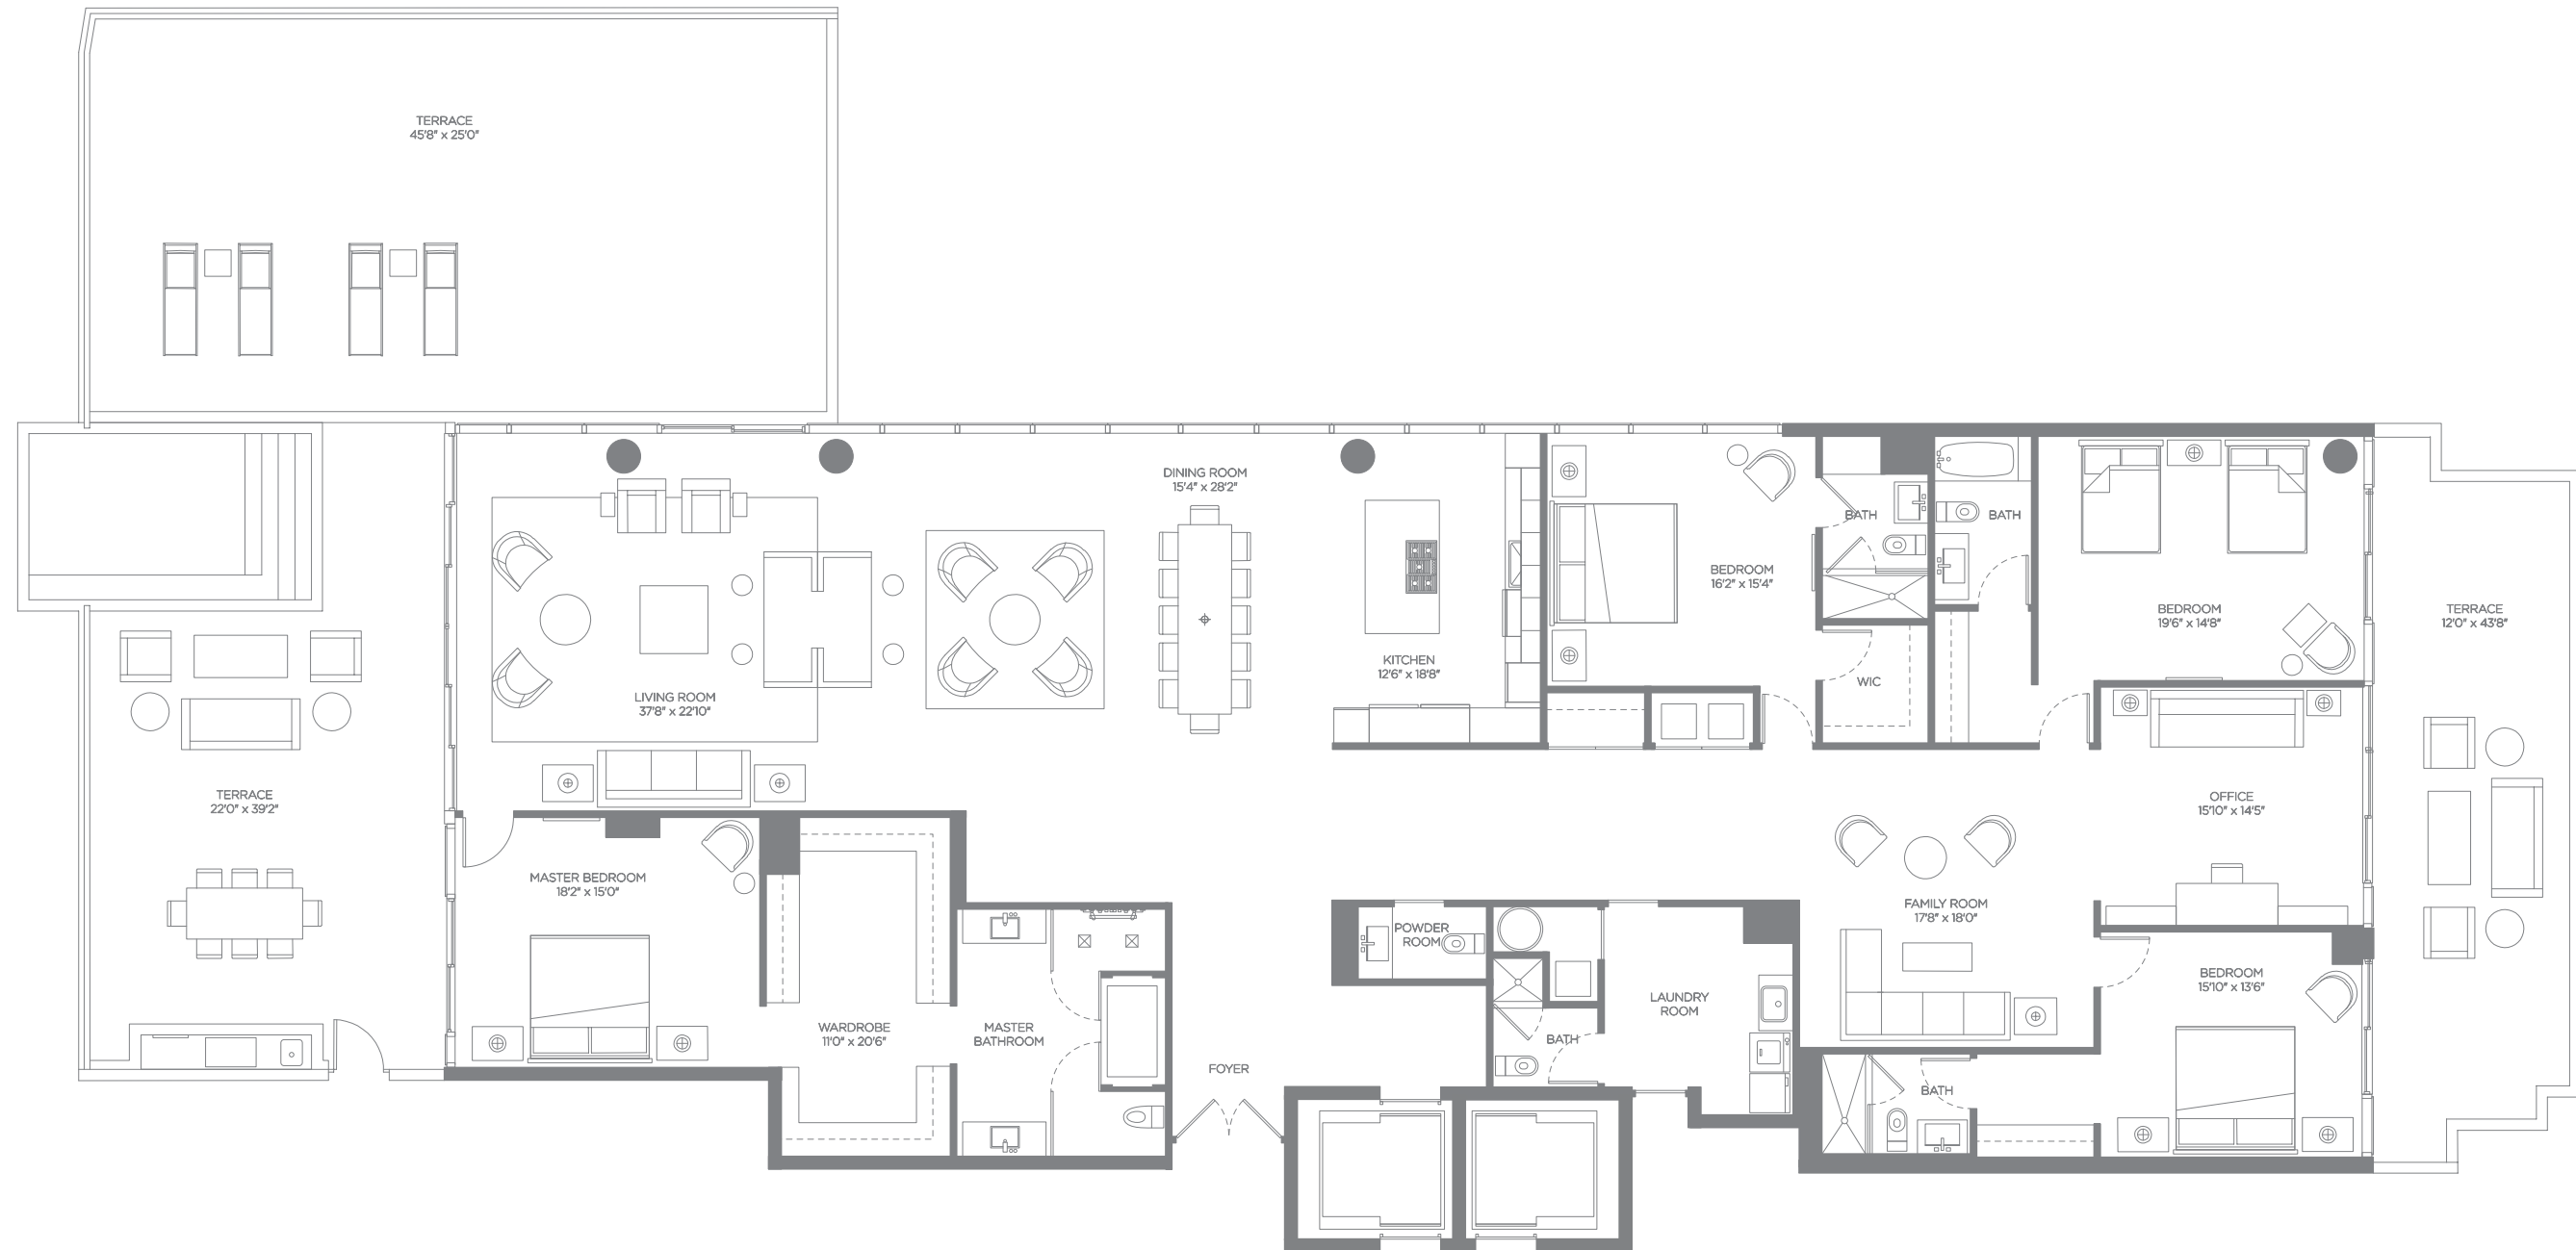 TERRACE
45'8" x 25'0"
DINING ROOM
15'4" x 28'2"
BATH
BATH
BEDROOM
16'2" x 15'4"
BEDROOM
19'6" x 14'8"
TERRACE
12'0" x 43'8"
KITCHEN
12'6" x 18'8"
WIC
LIVING ROOM
37'8" x 22'10"
TERRACE
22'0" x 39'2"
OFFICE
15'10" x 14'5"
MASTER BEDROOM
18'2" x 15'0"
FAMILY ROOM
17'8" x 18'0"
POWDER
ROOM
BEDROOM
15'10" x 13'6"
LAUNDRY
ROOM
WARDROBE
11'0" x 20'6"
MASTER
BATHROOM
BATH
FOYER
BATH